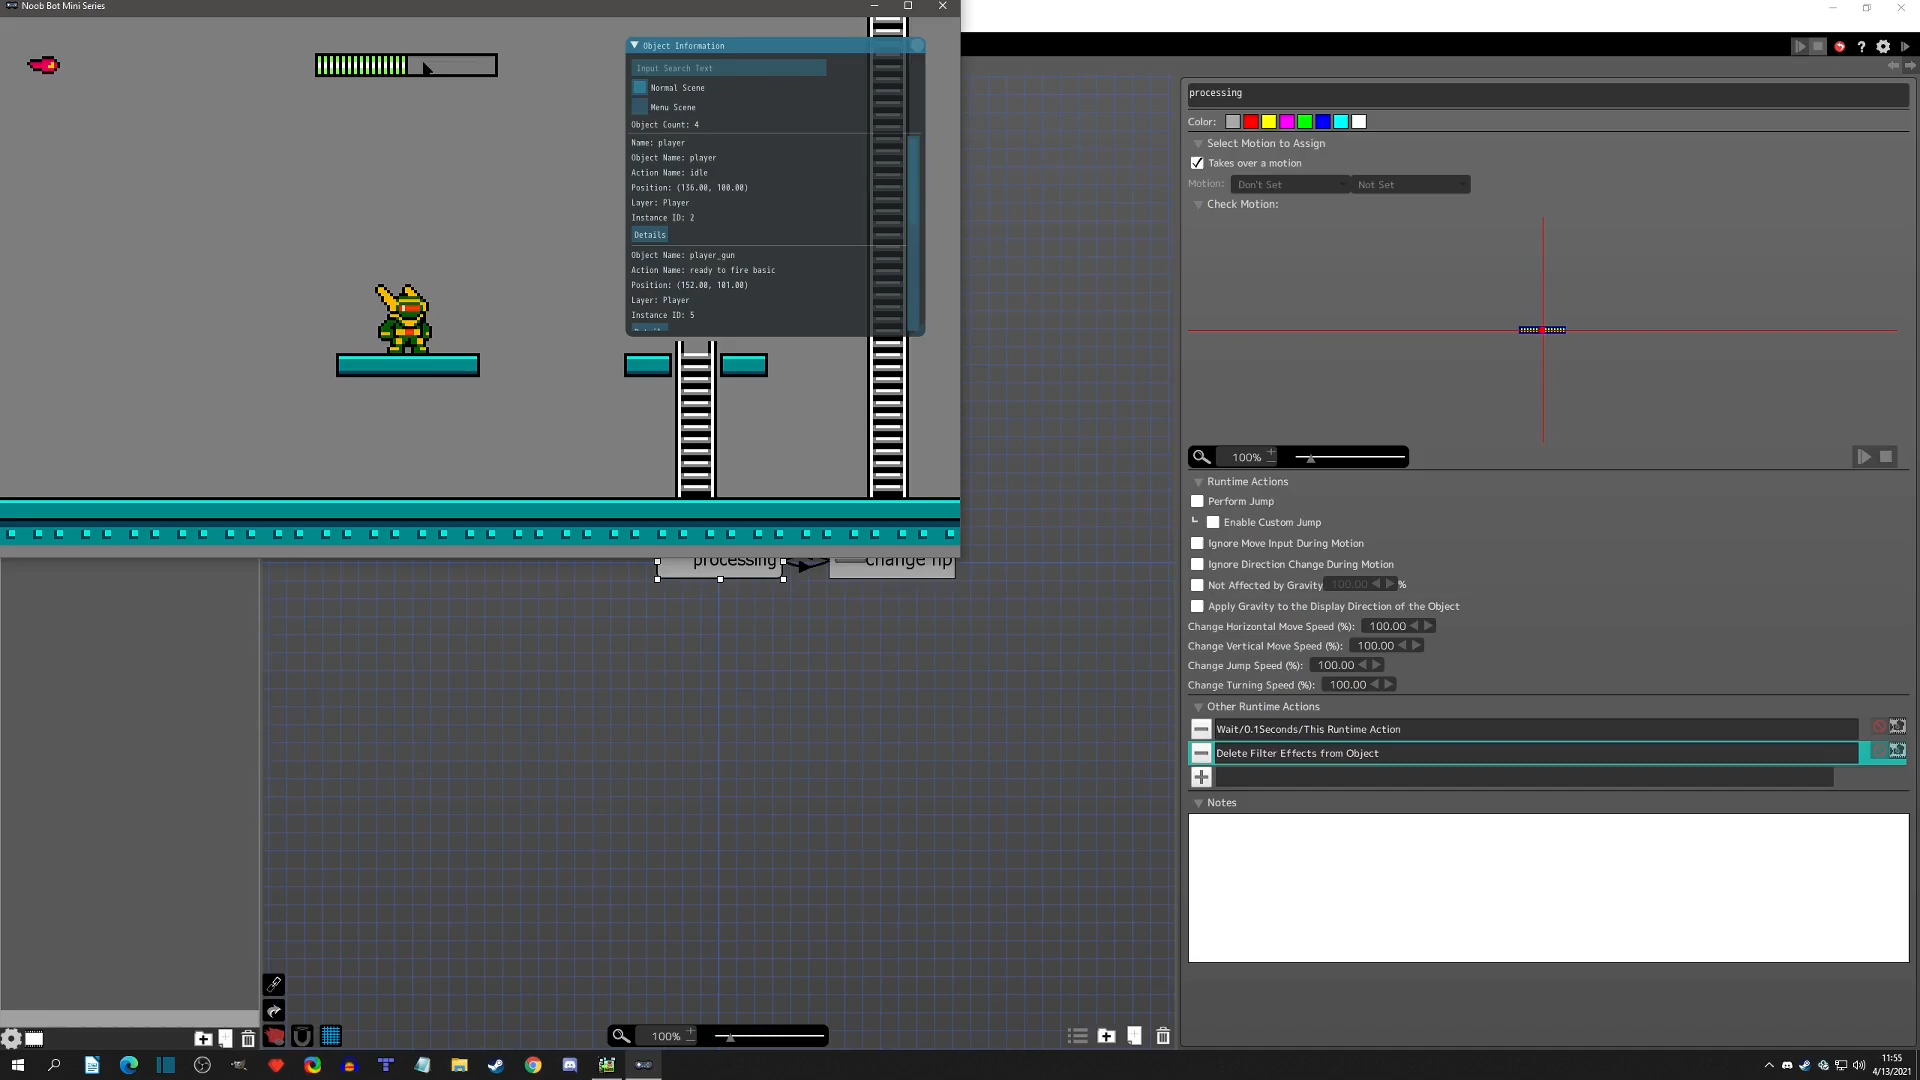 Noob Bot Mini Series
Object Information
Input Search Text
Normal Scene
Menu Scene
Object Count: 4
Name: player
Object Name: player
Action Name: idle
Position: (136.00, 100.00)
Layer: Player
Instance ID: 2
Details
Object Name: player_gun
Action Name: ready to fire basic
Position: (152.00, 101.00)
Layer: Player
Instance ID: 5
processing
change hp
100%
processing
Color:
Select Motion to Assign
Takes over a motion
Motion: Don't Set Not Set
Check Motion:
100%
Runtime Actions
Perform Jump
Enable Custom Jump
Ignore Move Input During Motion
Ignore Direction Change During Motion
Not Affected by Gravity 100.00 %
Apply Gravity to the Display Direction of the Object
Change Horizontal Move Speed (%): 100.00
Change Vertical Move Speed (%): 100.00
Change Jump Speed (%): 100.00
Change Turning Speed (%): 100.00
Other Runtime Actions
Wait/0.1Seconds/This Runtime Action
Delete Filter Effects from Object
Notes
11:55
4/13/2021